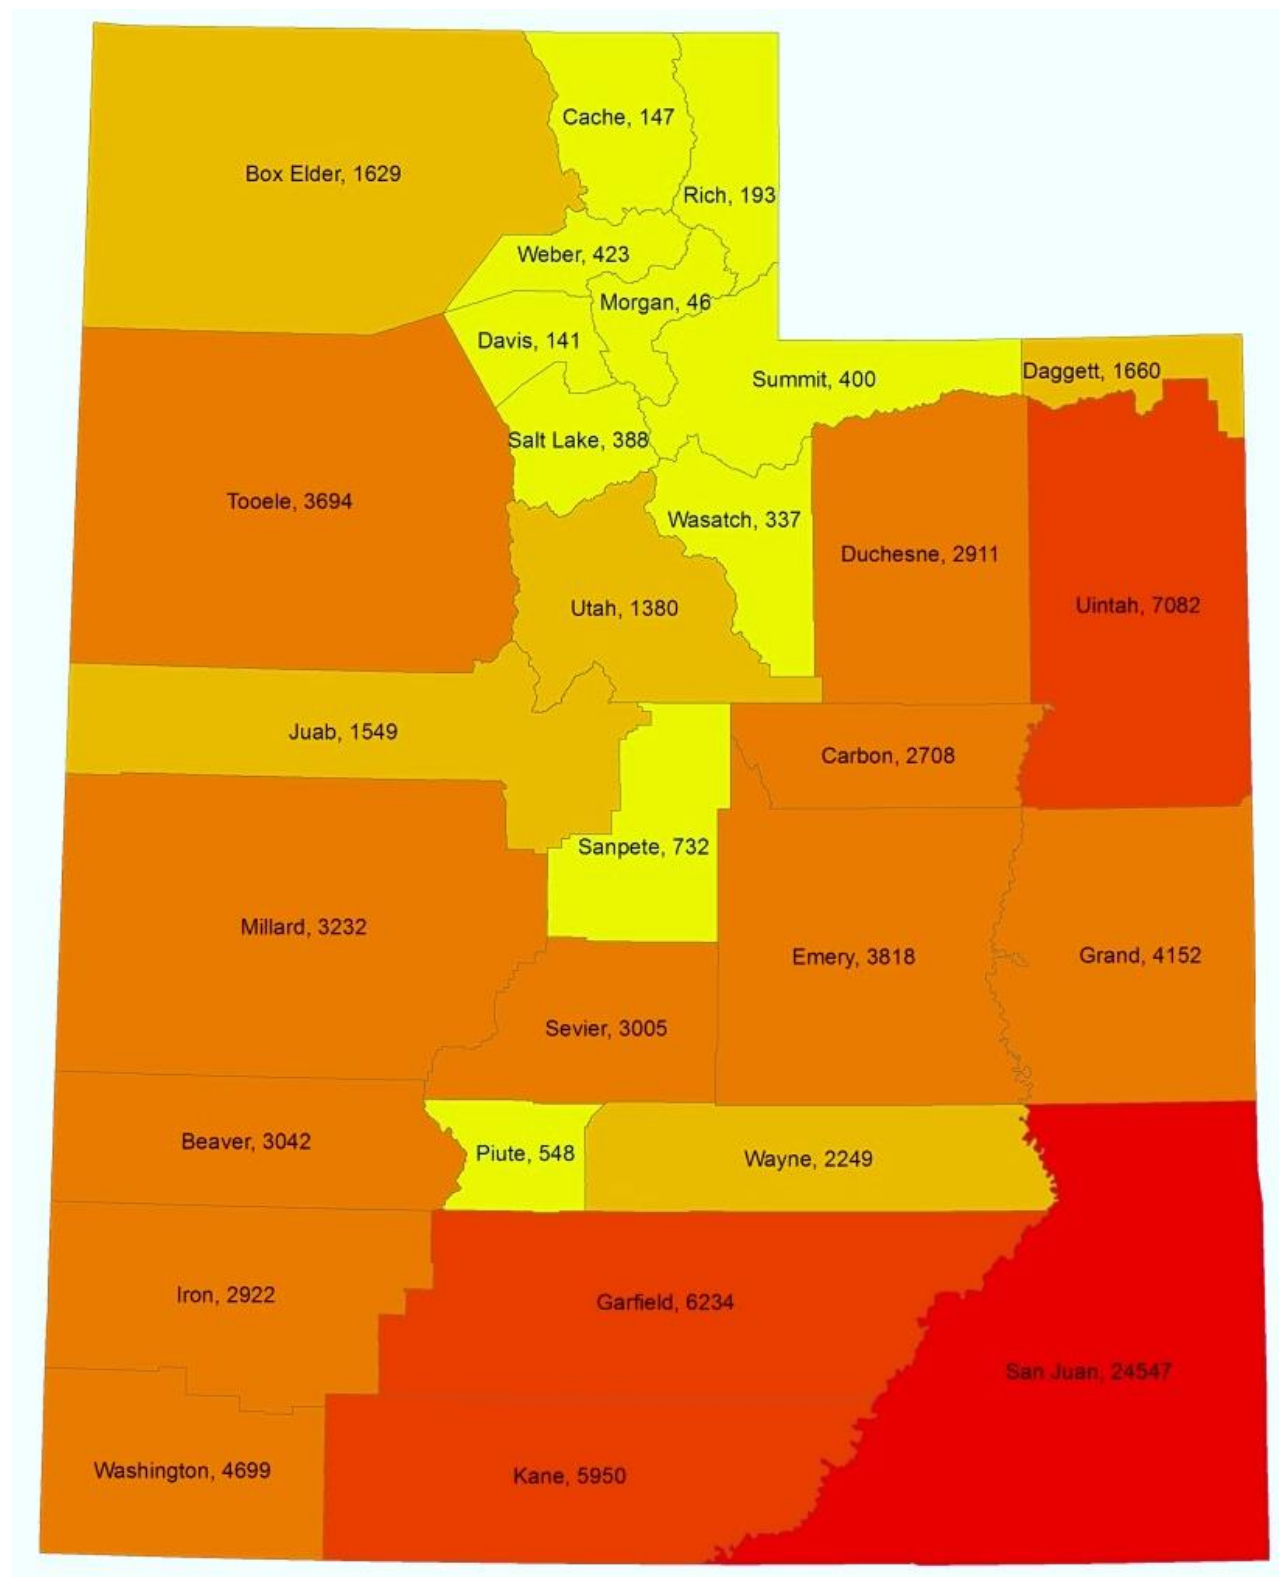 Cache, 147
Box Elder, 1629
Rich, 193
Weber, 423
Morgan, 46
Davis, 141
Daggett, 1660
Summit, 400
Salt Lake, 388
Tooele, 3694
Wasatch, 337
Duchesne, 2911
Uintah, 7082
Utah, 1380
Juab, 1549
Carbon, 2708
Sanpete, 732
Millard, 3232
Emery, 3818
Grand, 4152
Sevier, 3005
Beaver, 3042
Piute, 548
Wayne, 2249
Iron, 2922
Garfield, 6234
San Juan, 24547
Washington, 4699
Kane, 5950